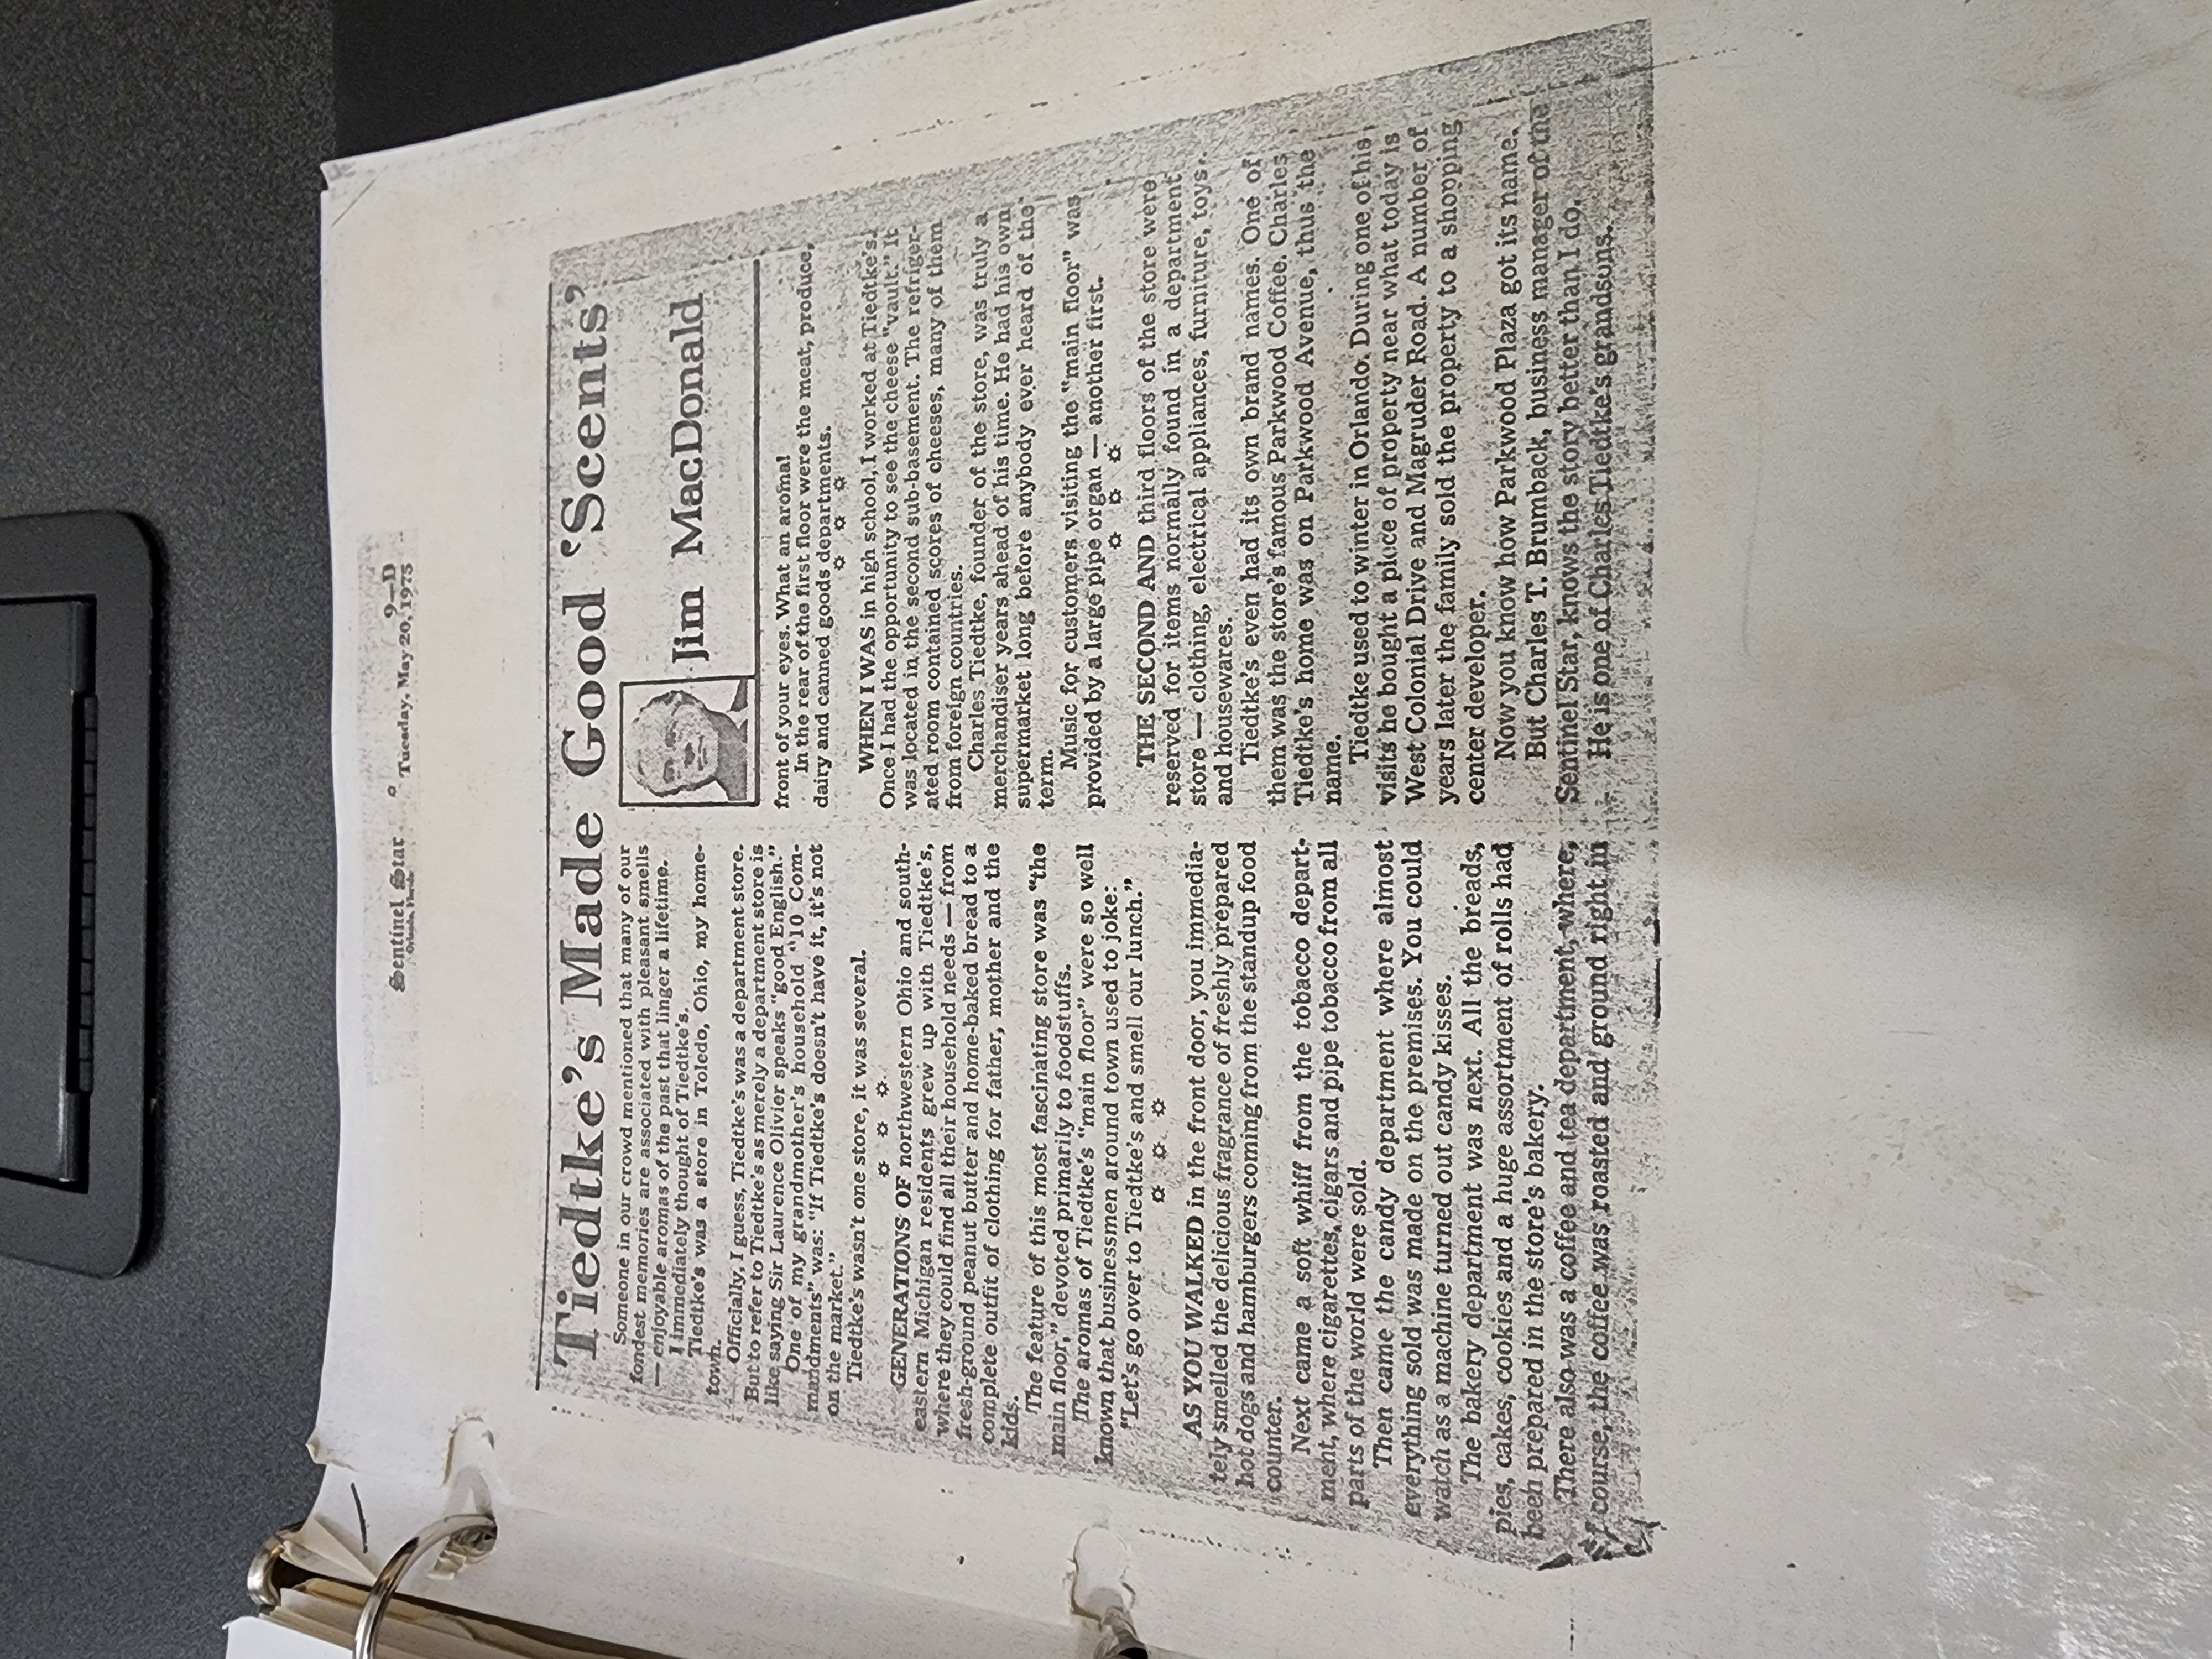 Sentinel Star
Orlando, Florida
9—D
Tuesday, May 20, 1975
Tiedtke's Made Good 'Scents'
Jim MacDonald
Someone in our crowd mentioned that many of our
fondest memories are associated with pleasant smells
— enjoyable aromas of the past that linger a lifetime.
I immediately thought of Tiedtke's.
Tiedtke's was a store in Toledo, Ohio, my home-
town.
Officially, I guess, Tiedtke's was a department store.
But to refer to Tiedtke's as merely a department store is
like saying Sir Laurence Olivier speaks "good English."
One of my grandmother's household "10 Com-
mandments" was: "If Tiedtke's doesn't have it, it's not
on the market."
Tiedtke's wasn't one store, it was several.
GENERATIONS OF northwestern Ohio and south-
eastern Michigan residents grew up with Tiedtke's,
where they could find all their household needs — from
fresh-ground peanut butter and home-baked bread to a
complete outfit of clothing for father, mother and the
kids.
The feature of this most fascinating store was "the
main floor," devoted primarily to foodstuffs.
The aromas of Tiedtke's "main floor" were so well
known that businessmen around town used to joke:
"Let's go over to Tiedtke's and smell our lunch."
AS YOU WALKED in the front door, you immedia-
tely smelled the delicious fragrance of freshly prepared
hot dogs and hamburgers coming from the standup food
counter.
Next came a soft whiff from the tobacco depart-
ment, where cigarettes, cigars and pipe tobacco from all
parts of the world were sold.
Then came the candy department where almost
everything sold was made on the premises. You could
watch as a machine turned out candy kisses.
The bakery department was next. All the breads,
pies, cakes, cookies and a huge assortment of rolls had
been prepared in the store's bakery.
There also was a coffee and tea department, where,
of course, the coffee was roasted and ground right in
front of your eyes. What an aroma!
In the rear of the first floor were the meat, produce,
dairy and canned goods departments.
WHEN I WAS in high school, I worked at Tiedtke's.
Once I had the opportunity to see the cheese "vault." It
was located in the second sub-basement. The refriger-
ated room contained scores of cheeses, many of them
from foreign countries.
Charles Tiedtke, founder of the store, was truly a
merchandiser years ahead of his time. He had his own
supermarket long before anybody ever heard of the
term.
Music for customers visiting the "main floor" was
provided by a large pipe organ — another first.
THE SECOND AND third floors of the store were
reserved for items normally found in a department
store — clothing, electrical appliances, furniture, toys
and housewares.
Tiedtke's even had its own brand names. One of
them was the store's famous Parkwood Coffee. Charles
Tiedtke's home was on Parkwood Avenue, thus the
name.
Tiedtke used to winter in Orlando. During one of his
visits he bought a piece of property near what today is
West Colonial Drive and Magruder Road. A number of
years later the family sold the property to a shopping
center developer.
Now you know how Parkwood Plaza got its name.
But Charles T. Brumback, business manager of the
Sentinel Star, knows the story better than I do.
He is one of Charles Tiedtke's grandsons.